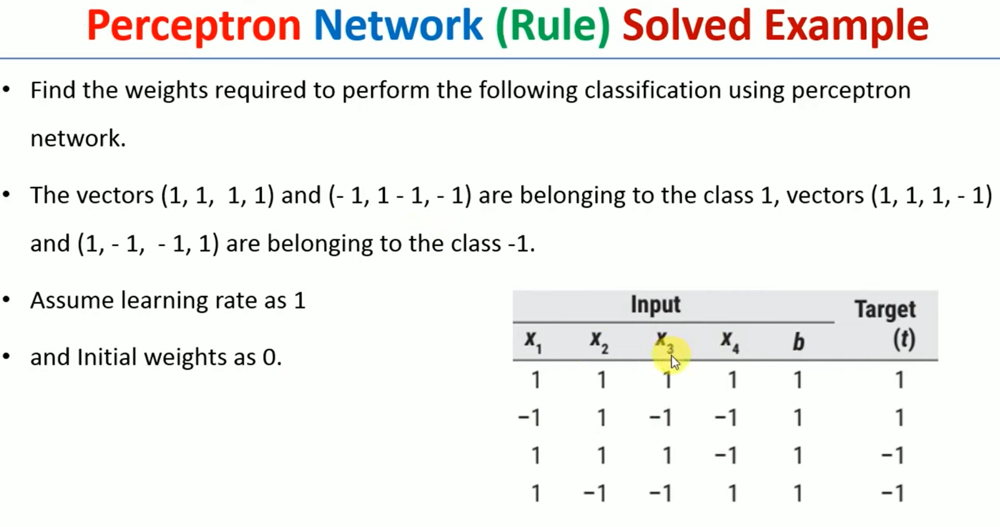 Perceptron Network (Rule) Solved Example
• Find the weights required to perform the following classification using perceptron
network.
• The vectors (1, 1, 1, 1) and (- 1, 1 - 1, - 1) are belonging to the class 1, vectors (1, 1, 1, - 1)
and (1, - 1, - 1, 1) are belonging to the class -1.
• Assume learning rate as 1
• and Initial weights as 0.
Input Target
x₁ x₂ x₃ x₄ b (t)
1 1 1 1 1 1
−1 1 −1 −1 1 1
1 1 1 −1 1 −1
1 −1 −1 1 1 −1